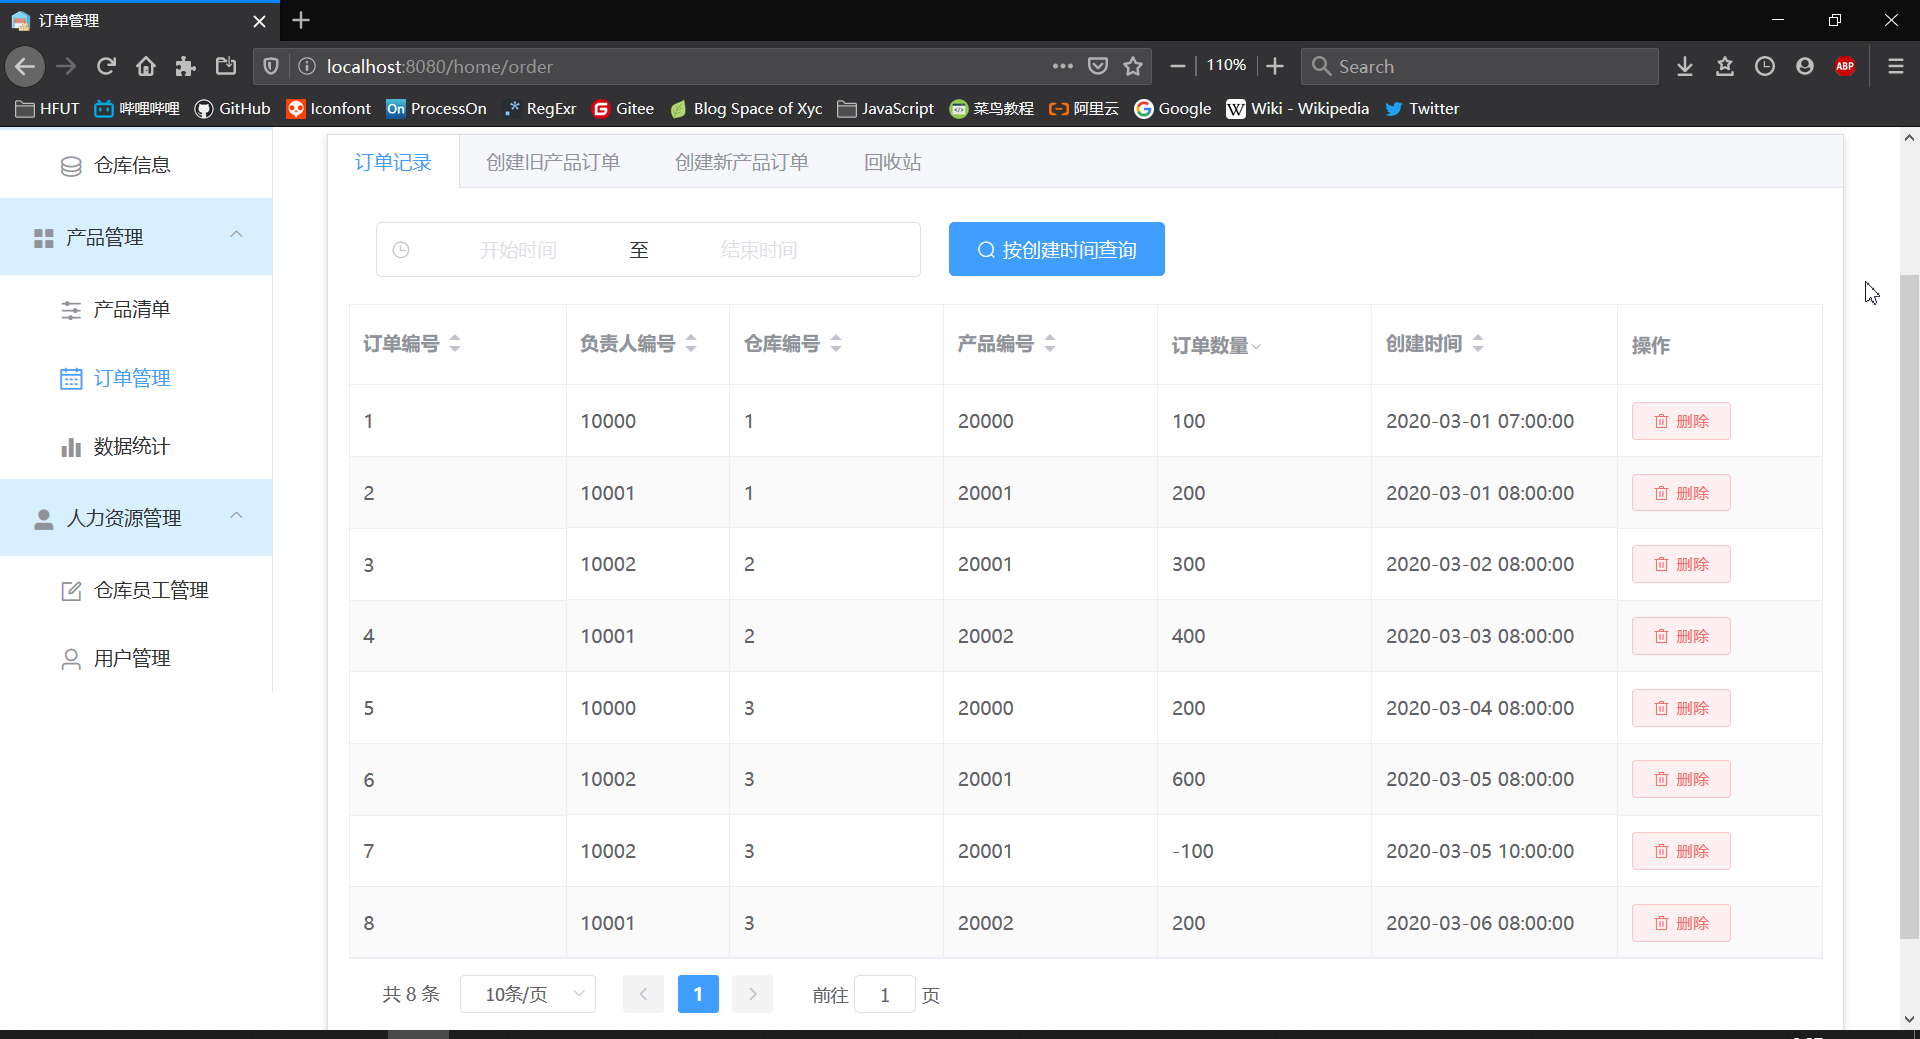 订单管理
localhost:8080/home/order
110%
Search
ABP
HFUT
哔哩哔哩
GitHub
Iconfont
On ProcessOn
RegExr
Gitee
Blog Space of Xyc
JavaScript
菜鸟教程
阿里云
Google
W Wiki - Wikipedia
Twitter
仓库信息
产品管理
产品清单
订单管理
数据统计
人力资源管理
仓库员工管理
用户管理
订单记录 创建旧产品订单 创建新产品订单 回收站
开始时间 至 结束时间 按创建时间查询
订单编号 负责人编号 仓库编号 产品编号 订单数量 创建时间 操作
1 10000 1 20000 100 2020-03-01 07:00:00 删除
2 10001 1 20001 200 2020-03-01 08:00:00 删除
3 10002 2 20001 300 2020-03-02 08:00:00 删除
4 10001 2 20002 400 2020-03-03 08:00:00 删除
5 10000 3 20000 200 2020-03-04 08:00:00 删除
6 10002 3 20001 600 2020-03-05 08:00:00 删除
7 10002 3 20001 -100 2020-03-05 10:00:00 删除
8 10001 3 20002 200 2020-03-06 08:00:00 删除
共 8 条 10条/页 1 前往 1 页